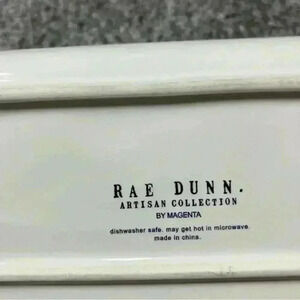 RAE DUNN.
ARTISAN COLLECTION
BY MAGENTA
dishwasher safe. may get hot in microwave.
made in china.